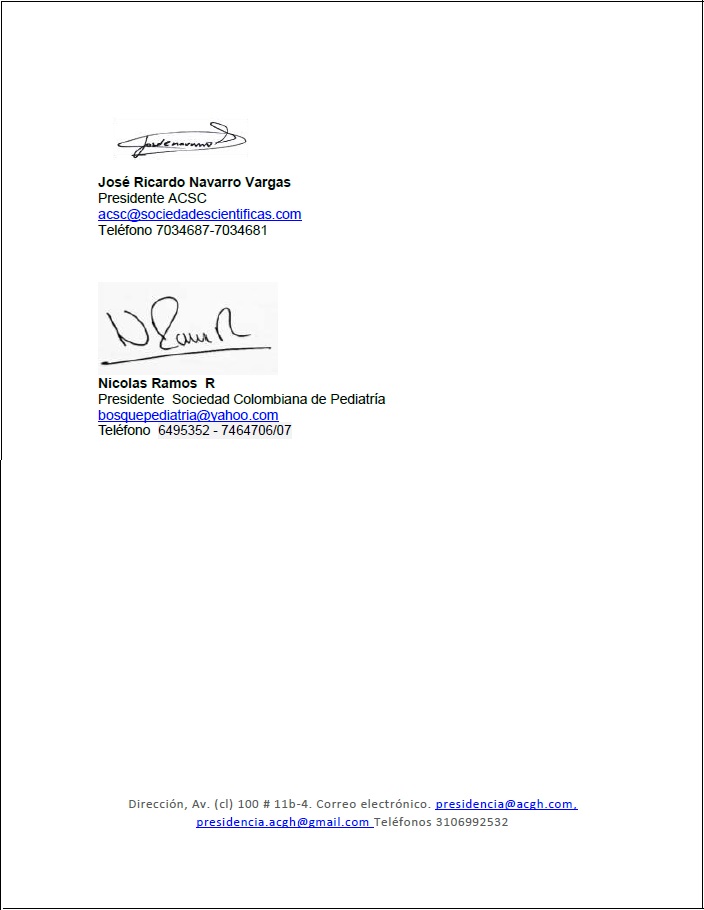 José Ricardo Navarro Vargas
Presidente ACSC
acsc@sociedadescientificas.com
Teléfono 7034687-7034681
N Ramos R
Nicolas Ramos  R
Presidente  Sociedad Colombiana de Pediatría
bosquepediatria@yahoo.com
Teléfono  6495352 - 7464706/07
Dirección, Av. (cl) 100 # 11b-4. Correo electrónico. presidencia@acgh.com,
presidencia.acgh@gmail.com Teléfonos 3106992532